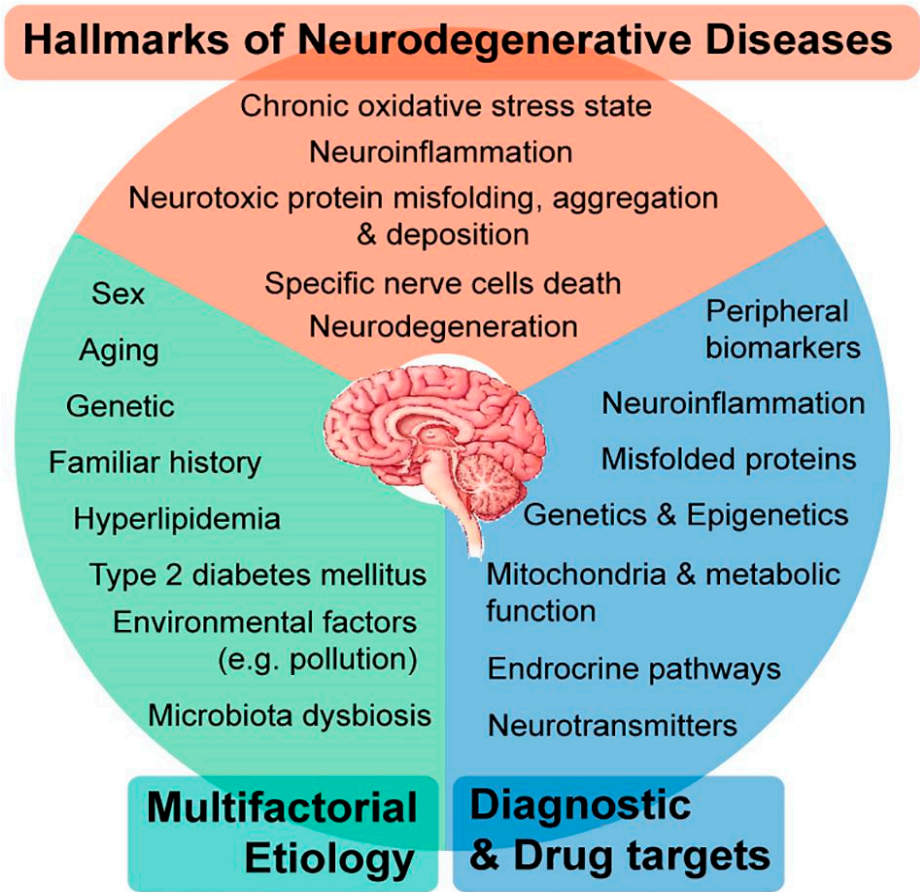 Hallmarks of Neurodegenerative Diseases
Chronic oxidative stress state
Neuroinflammation
Neurotoxic protein misfolding, aggregation
& deposition
Specific nerve cells death
Neurodegeneration
Sex
Aging
Genetic
Familiar history
Hyperlipidemia
Type 2 diabetes mellitus
Environmental factors
(e.g. pollution)
Microbiota dysbiosis
Multifactorial
Etiology
Peripheral
biomarkers
Neuroinflammation
Misfolded proteins
Genetics & Epigenetics
Mitochondria & metabolic
function
Endocrine pathways
Neurotransmitters
Diagnostic
& Drug targets